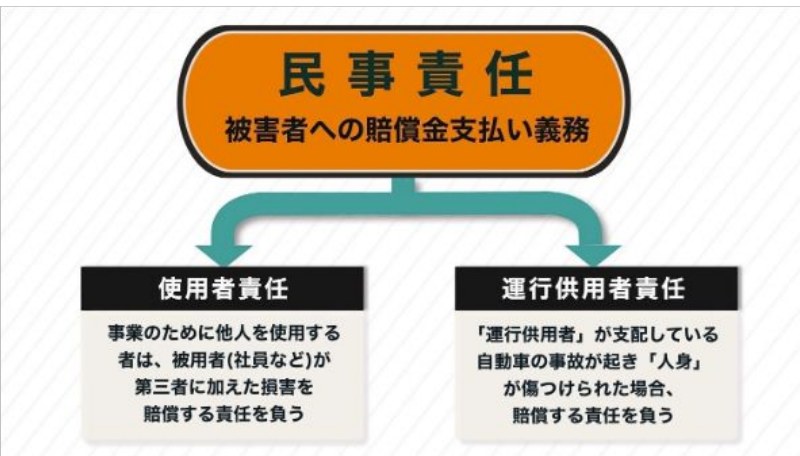 民事責任
被害者への賠償金支払い義務
使用者責任
事業のために他人を使用する
者は、被用者(社員など)が
第三者に加えた損害を
賠償する責任を負う
運行供用者責任
「運行供用者」が支配している
自動車の事故が起き「人身」
が傷つけられた場合、
賠償する責任を負う